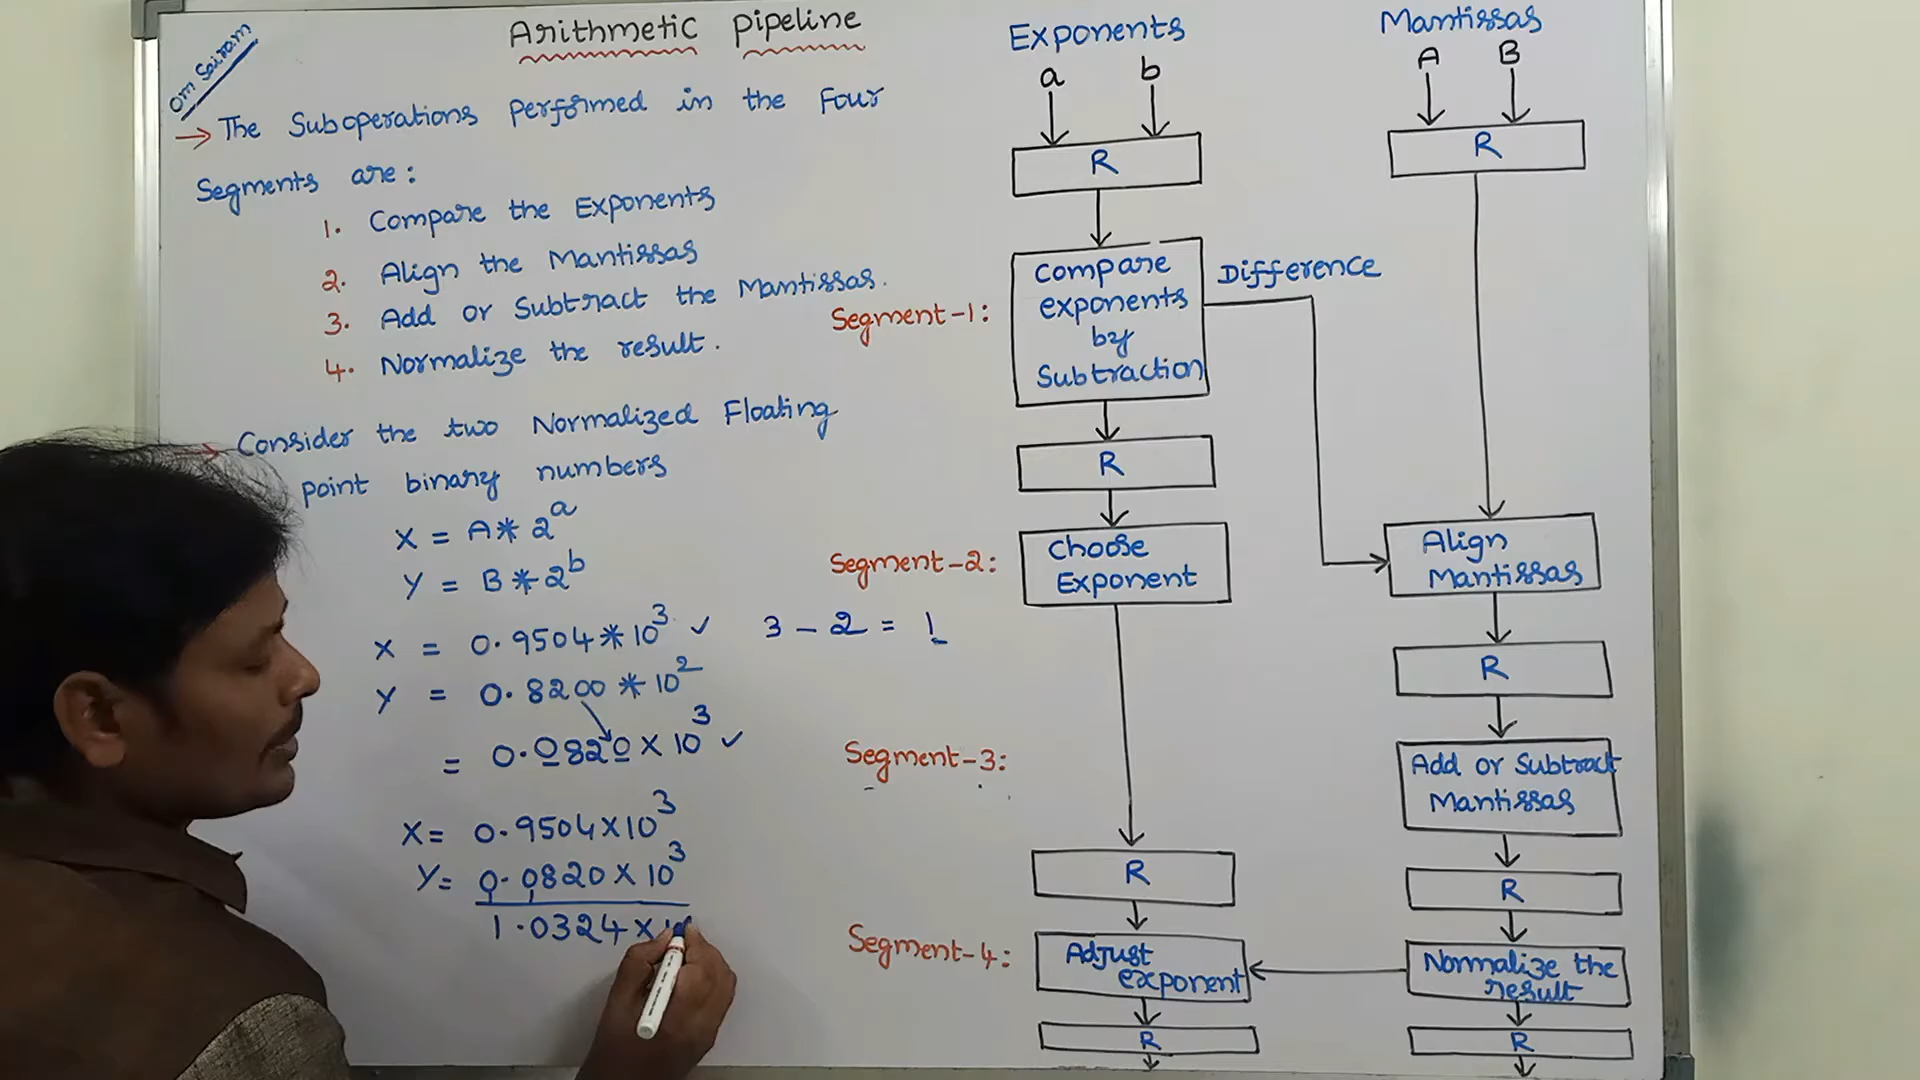 Om Sairam
Arithmetic Pipeline
→ The Suboperations performed in the Four
Segments are:
1. Compare the Exponents
2. Align the Mantissas
3. Add or Subtract the Mantissas.
4. Normalize the result.
Consider the two Normalized Floating
point binary numbers
X = A * 2^a
Y = B * 2^b
X = 0.9504 * 10^3 ✓ 3 - 2 = 1
Y = 0.8200 * 10^2
= 0.0820 × 10^3 ✓
X = 0.9504 × 10^3
Y = 0.0820 × 10^3
1.0324 × 10
Exponents
a b
R
Segment-1:
Compare
exponents
by
Subtraction
Difference
R
Segment-2:
Choose
Exponent
Segment-3:
R
Segment-4:
Adjust
exponent
R
Mantissas
A B
R
Align
Mantissas
R
Add or Subtract
Mantissas
R
Normalize the
result
R